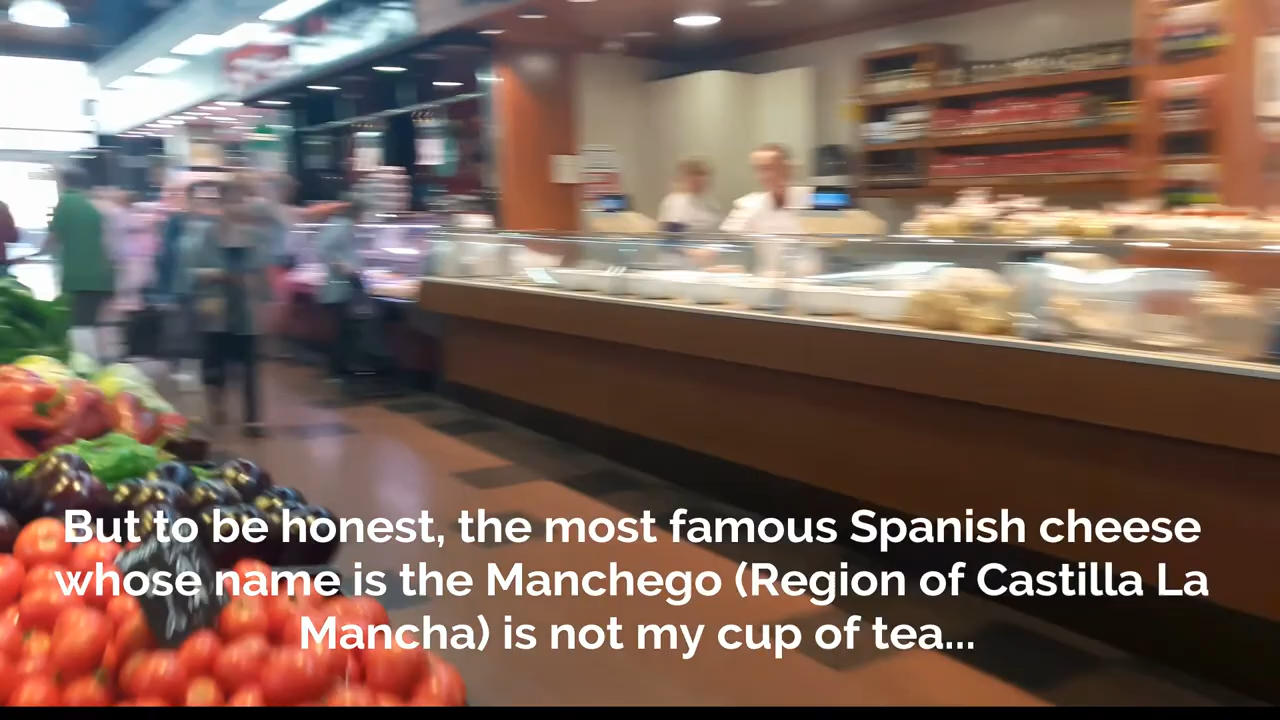 But to be honest, the most famous Spanish cheese
whose name is the Manchego (Region of Castilla La
Mancha) is not my cup of tea...